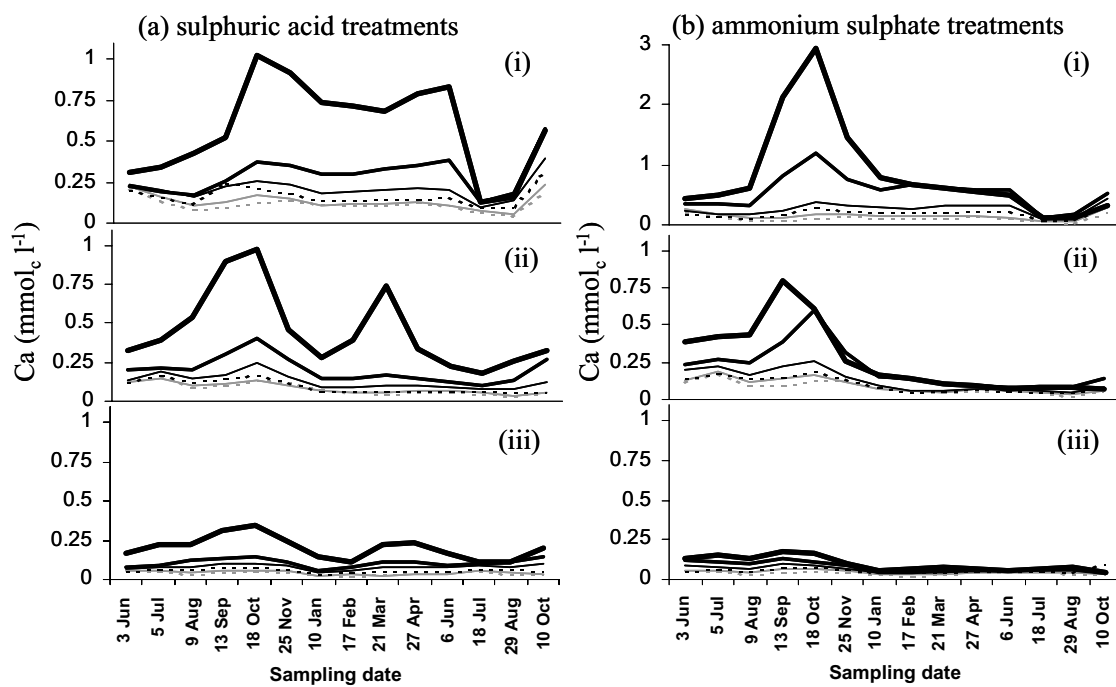 (a) sulphuric acid treatments
(i)
1
0.75
0.5
0.25
0
(ii)
1
0.75
0.5
0.25
0
(iii)
1
0.75
0.5
0.25
0
Ca (mmolc l-1)
3 Jun
5 Jul
9 Aug
13 Sep
18 Oct
25 Nov
10 Jan
17 Feb
21 Mar
27 Apr
6 Jun
18 Jul
29 Aug
10 Oct
Sampling date
(b) ammonium sulphate treatments
(i)
3
2
1
0
(ii)
1
0.75
0.5
0.25
0
(iii)
1
0.75
0.5
0.25
0
Ca (mmolc l-1)
3 Jun
5 Jul
9 Aug
13 Sep
18 Oct
25 Nov
10 Jan
17 Feb
21 Mar
27 Apr
6 Jun
18 Jul
29 Aug
10 Oct
Sampling date